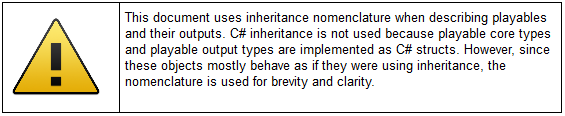 This document uses inheritance nomenclature when describing playables
and their outputs. C# inheritance is not used because playable core types
and playable output types are implemented as C# structs. However, since
these objects mostly behave as if they were using inheritance, the
nomenclature is used for brevity and clarity.